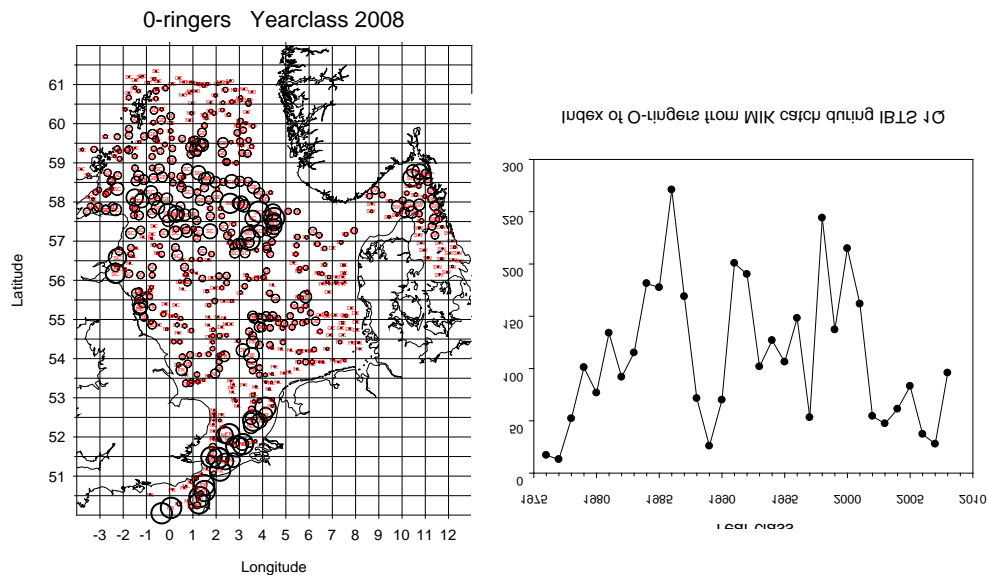 0-ringers Yearclass 2008
61
60
59
58
57
56
55
54
53
52
51
Latitude
-3 -2 -1 0 1 2 3 4 5 6 7 8 9 10 11 12
Longitude
Index of 0-ringers from MIK catch during IBTS 1Q
300
250
200
150
100
50
0
1975 1980 1985 1990 1995 2000 2005 2010
Year class